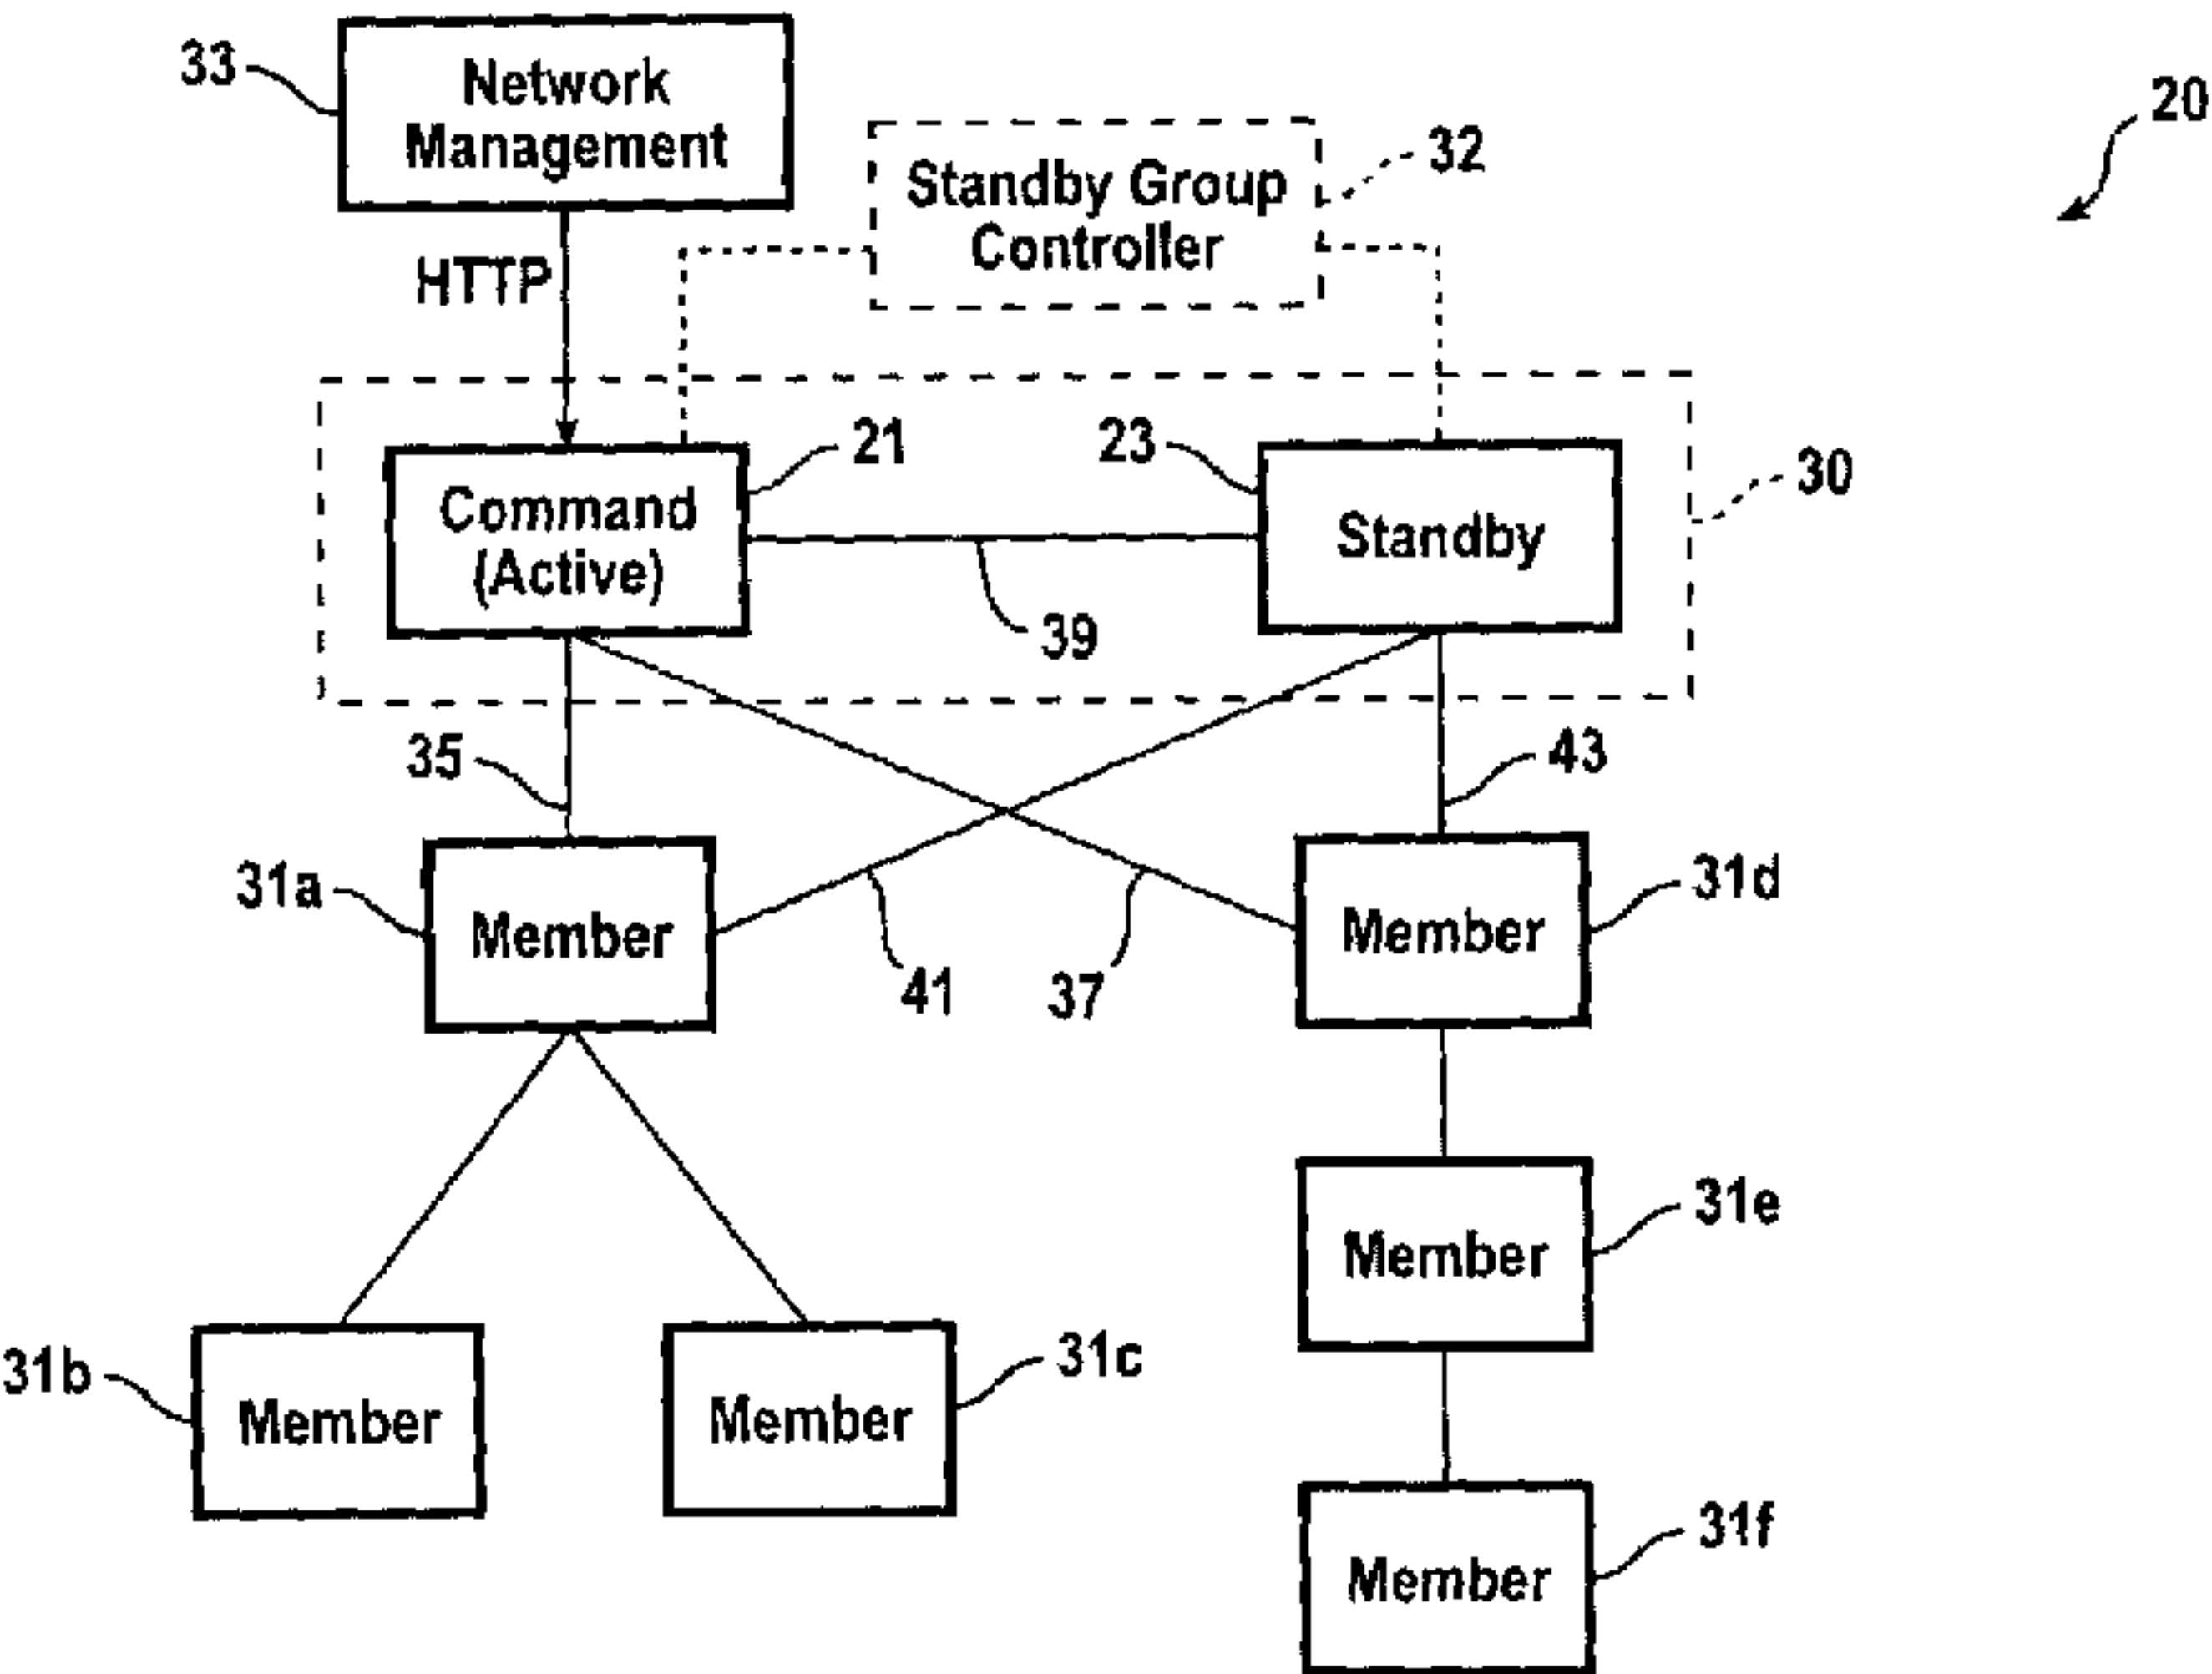 33
Network
Management
20
32
Standby Group
Controller
HTTP
21
23
30
Command
(Active)
Standby
39
35
43
31a
Member
31d
Member
41
37
31e
Member
31b
Member
31c
Member
31f
Member